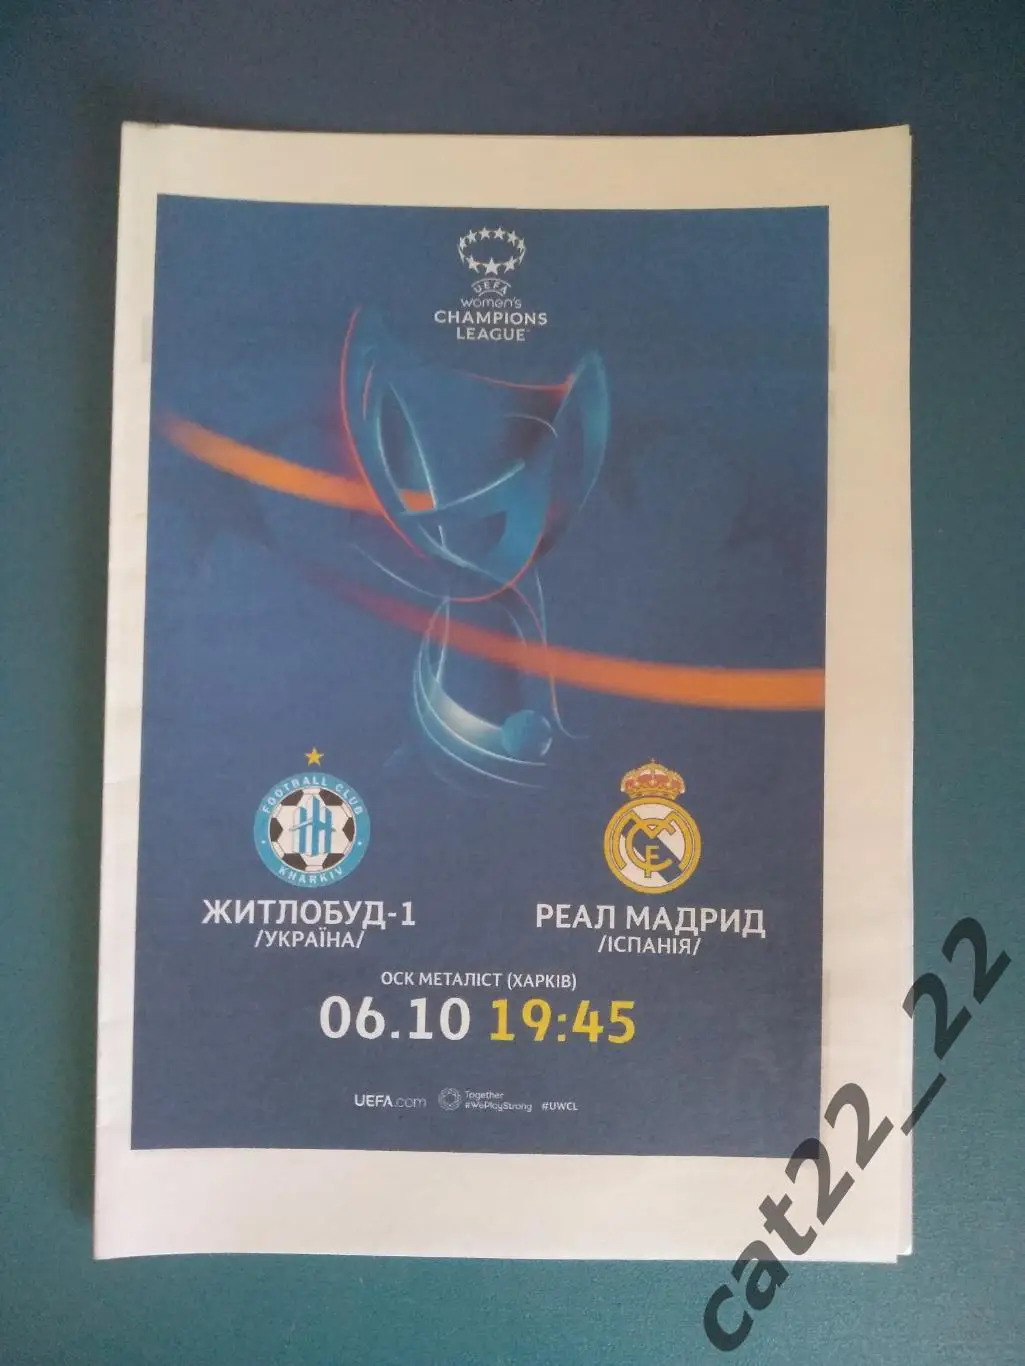 UEFA
women's
CHAMPIONS
LEAGUE
FOOTBALL CLUB
KHARKIV
ЖИТЛОБУД-1
/УКРАЇНА/
РЕАЛ МАДРИД
/ІСПАНІЯ/
ОСК МЕТАЛІСТ (ХАРКІВ)
06.10 19:45
UEFA.com
Together
#WePlayStrong
#UWCL
cat22_22